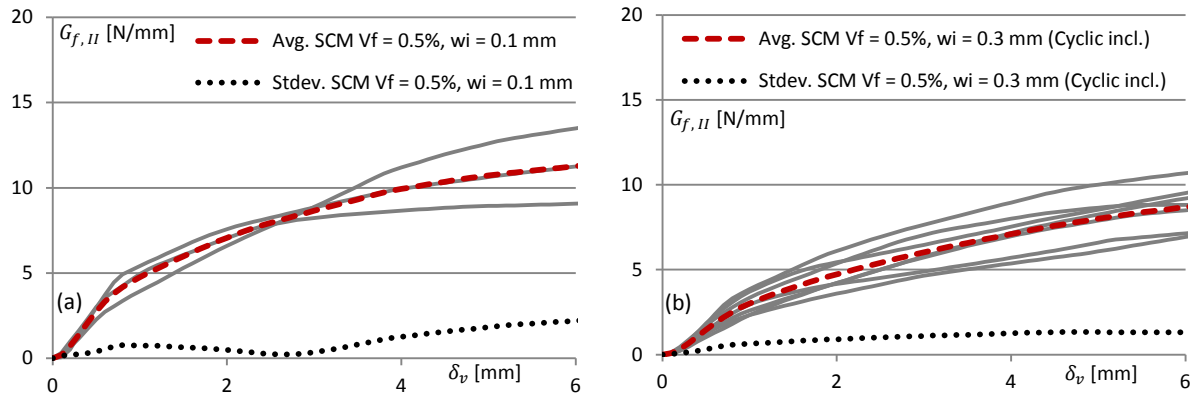 20
15
10
5
0
G_{f,II} [N/mm]
Avg. SCM Vf = 0.5%, wi = 0.1 mm
Stdev. SCM Vf = 0.5%, wi = 0.1 mm
(a)
0 2 4 6
δ_v [mm]
20
15
10
5
0
Avg. SCM Vf = 0.5%, wi = 0.3 mm (Cyclic incl.)
Stdev. SCM Vf = 0.5%, wi = 0.3 mm (Cyclic incl.)
G_{f,II} [N/mm]
(b)
0 2 4 6
δ_v [mm]